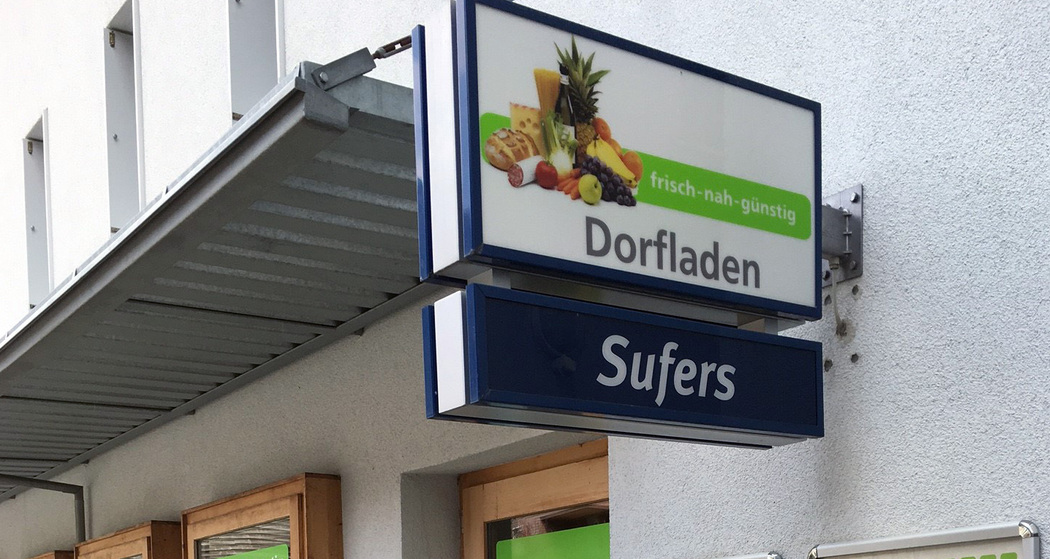 frisch-nah-günstig
Dorfladen
Sufers